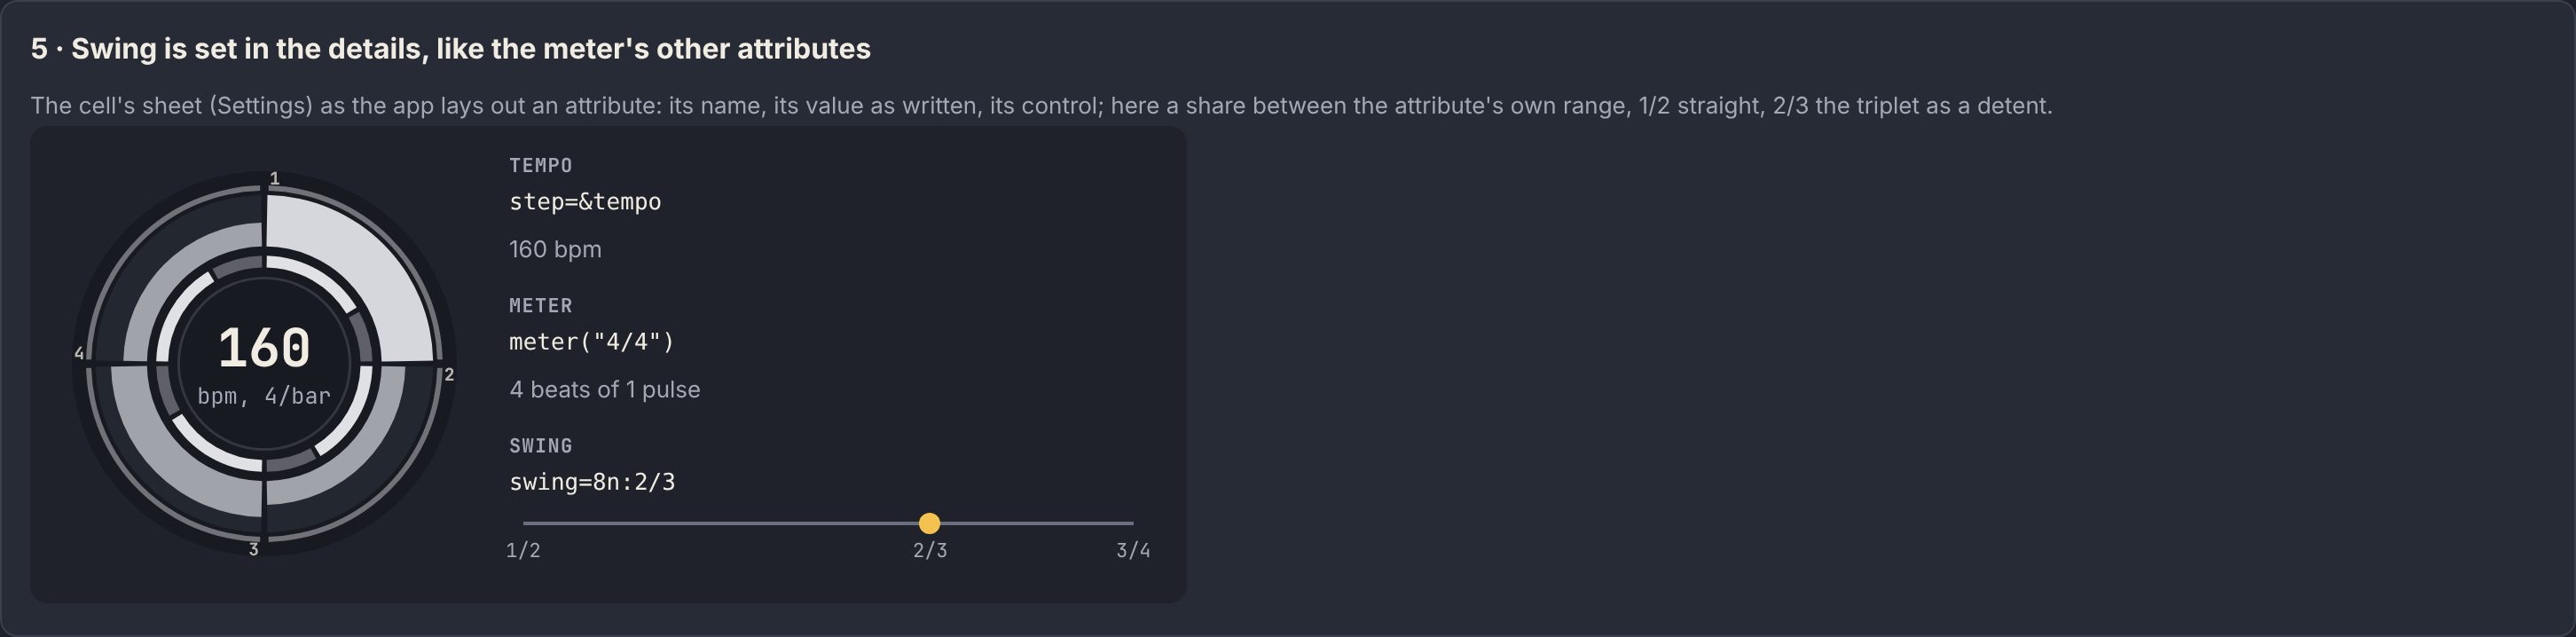 5 · Swing is set in the details, like the meter's other attributes
The cell's sheet (Settings) as the app lays out an attribute: its name, its value as written, its control; here a share between the attribute's own range, 1/2 straight, 2/3 the triplet as a detent.
1
2
3
4
160
bpm, 4/bar
TEMPO
step=&tempo
160 bpm
METER
meter("4/4")
4 beats of 1 pulse
SWING
swing=8n:2/3
1/2 2/3 3/4